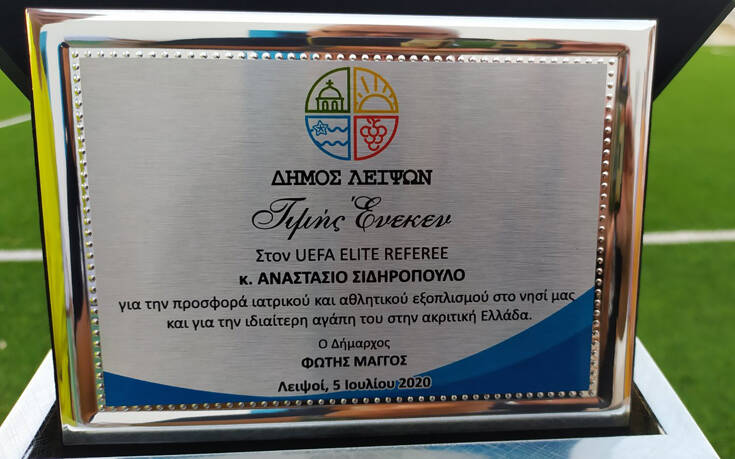 ΔΗΜΟΣ ΛΕΙΨΩΝ
Τιμής Ένεκεν
Στον UEFA ELITE REFEREE
κ. ΑΝΑΣΤΑΣΙΟ ΣΙΔΗΡΟΠΟΥΛΟ
για την προσφορά ιατρικού και αθλητικού εξοπλισμού στο νησί μας
και για την ιδιαίτερη αγάπη του στην ακριτική Ελλάδα.
Ο Δήμαρχος
ΦΩΤΗΣ ΜΑΓΓΟΣ
Λειψοί, 5 Ιουλίου 2020